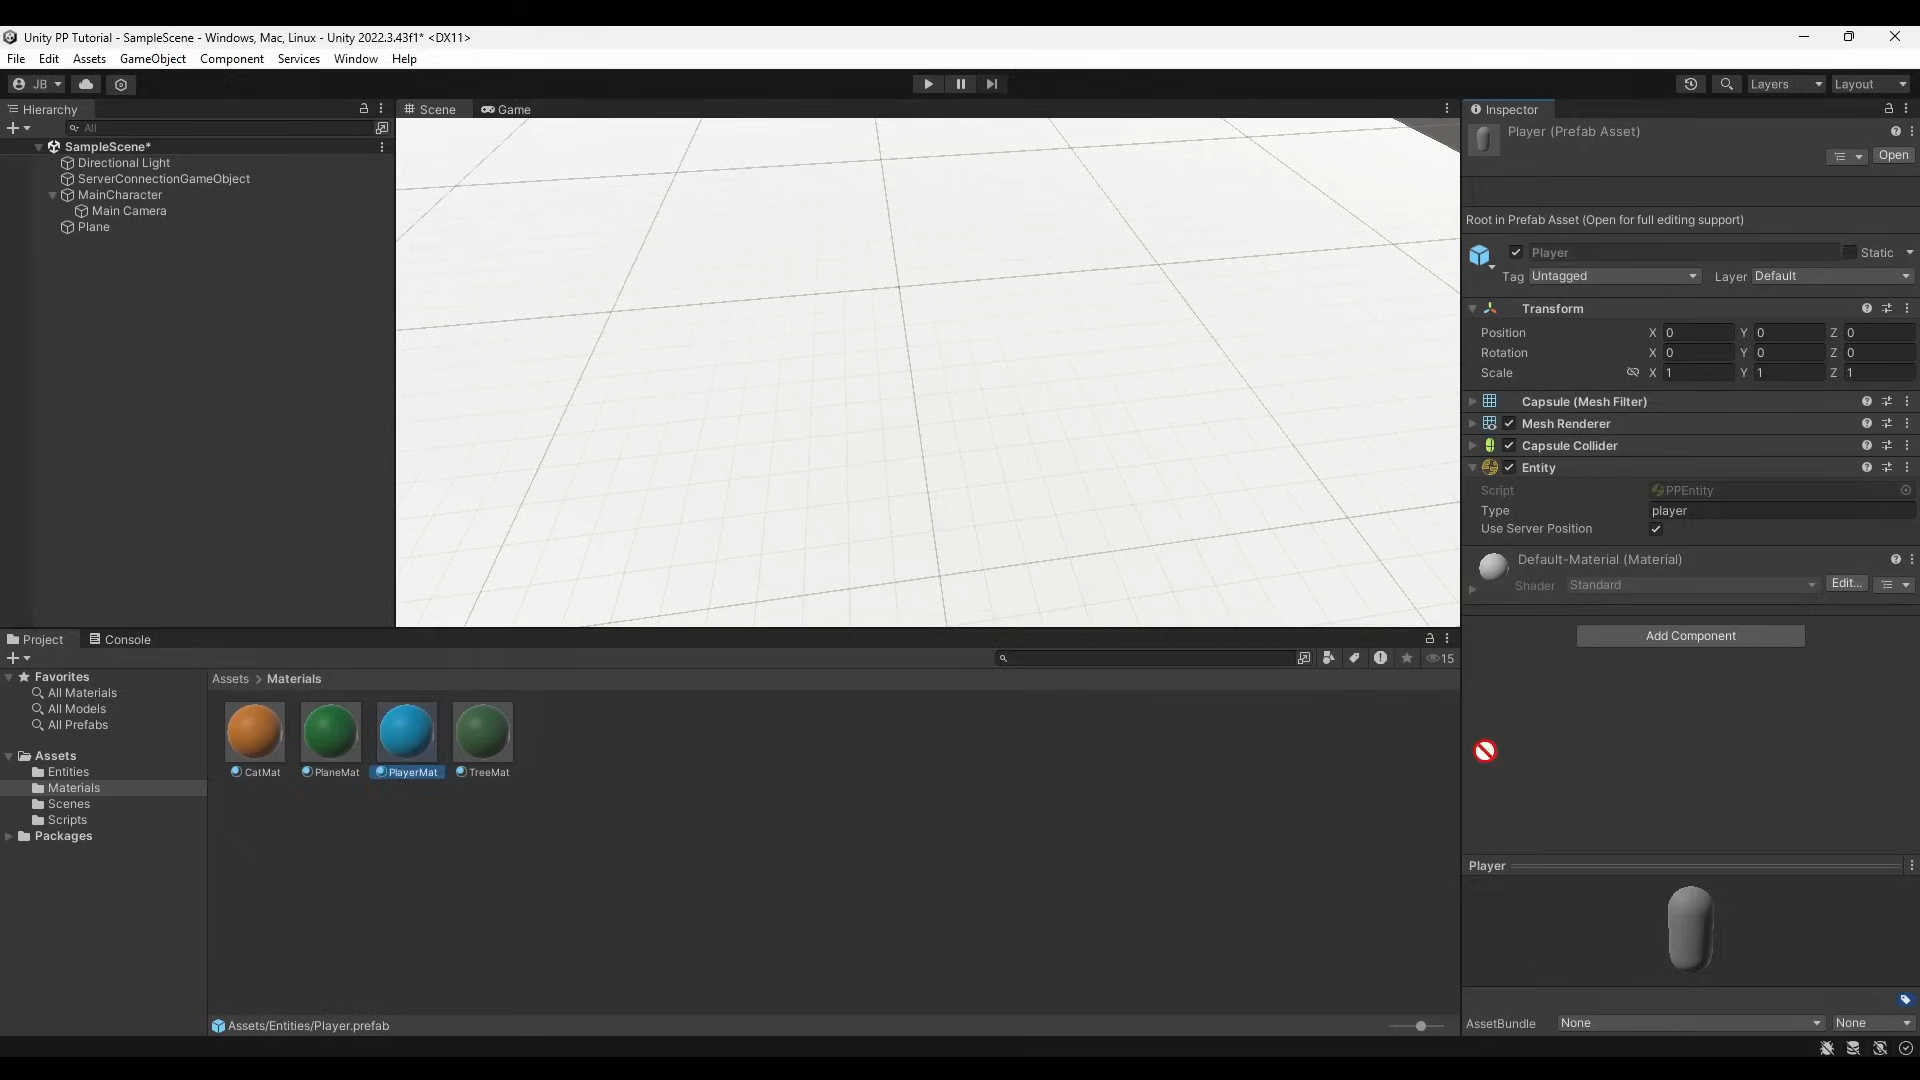 Unity PP Tutorial - SampleScene - Windows, Mac, Linux - Unity 2022.3.43f1* <DX11>
File Edit Assets GameObject Component Services Window Help
JB Layers Layout
Hierarchy
All
SampleScene*
Directional Light
ServerConnectionGameObject
MainCharacter
Main Camera
Plane
Scene Game
Inspector
Player (Prefab Asset)
Open
Root in Prefab Asset (Open for full editing support)
Player Static
Tag Untagged Layer Default
Transform
Position X 0 Y 0 Z 0
Rotation X 0 Y 0 Z 0
Scale X 1 Y 1 Z 1
Capsule (Mesh Filter)
Mesh Renderer
Capsule Collider
Entity
Script PPEntity
Type player
Use Server Position
Default-Material (Material)
Shader Standard Edit...
Add Component
Project Console
15
Favorites
All Materials
All Models
All Prefabs
Assets
Entities
Materials
Scenes
Scripts
Packages
Assets > Materials
CatMat PlaneMat PlayerMat TreeMat
Assets/Entities/Player.prefab
Player
AssetBundle None None